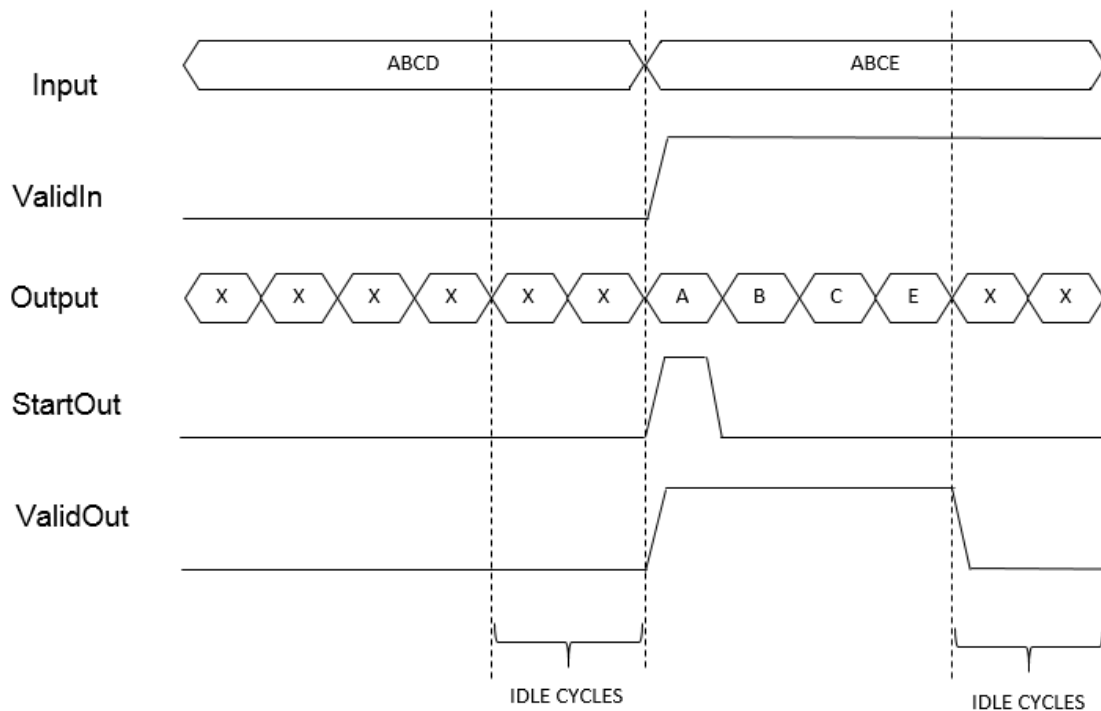 ABCD ABCE
Input
ValidIn
Output X X X X X X A B C E X X
StartOut
ValidOut
IDLE CYCLES IDLE CYCLES